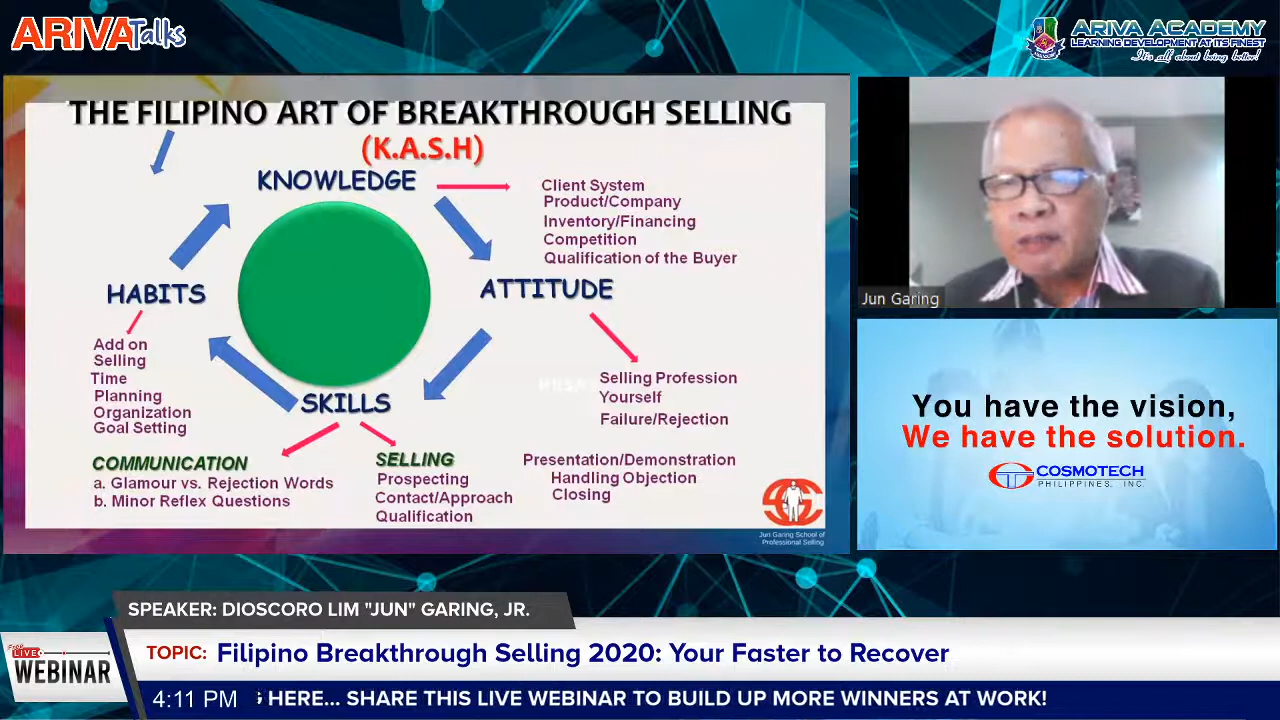 ARIVATalks
ARIVA ACADEMY
LEARNING DEVELOPMENT AT ITS FINEST
It's all about being better!
THE FILIPINO ART OF BREAKTHROUGH SELLING
(K.A.S.H)
KNOWLEDGE
Client System
Product/Company
Inventory/Financing
Competition
Qualification of the Buyer
HABITS
ATTITUDE
Add on
Selling
Time
Planning
Organization
Goal Setting
Selling Profession
Yourself
Failure/Rejection
SKILLS
COMMUNICATION
a. Glamour vs. Rejection Words
b. Minor Reflex Questions
SELLING
Prospecting
Contact/Approach
Qualification
Presentation/Demonstration
Handling Objection
Closing
Jun Garing School of
Professional Selling
Jun Garing
You have the vision,
We have the solution.
COSMOTECH
PHILIPPINES, INC.
SPEAKER: DIOSCORO LIM "JUN" GARING, JR.
Free
LIVE
WEBINAR
TOPIC: Filipino Breakthrough Selling 2020: Your Faster to Recover
4:11 PM
HERE... SHARE THIS LIVE WEBINAR TO BUILD UP MORE WINNERS AT WORK!